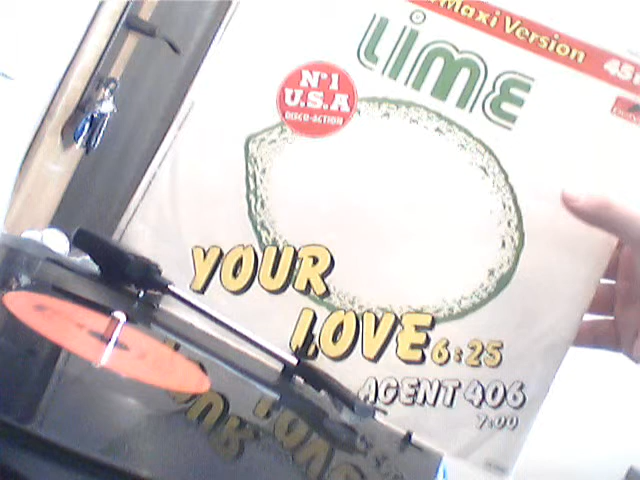 Maxi Version 45
LIME
Nº1
U.S.A
DISCO-ACTION
YOUR
LOVE 6:25
AGENT 406
7:00